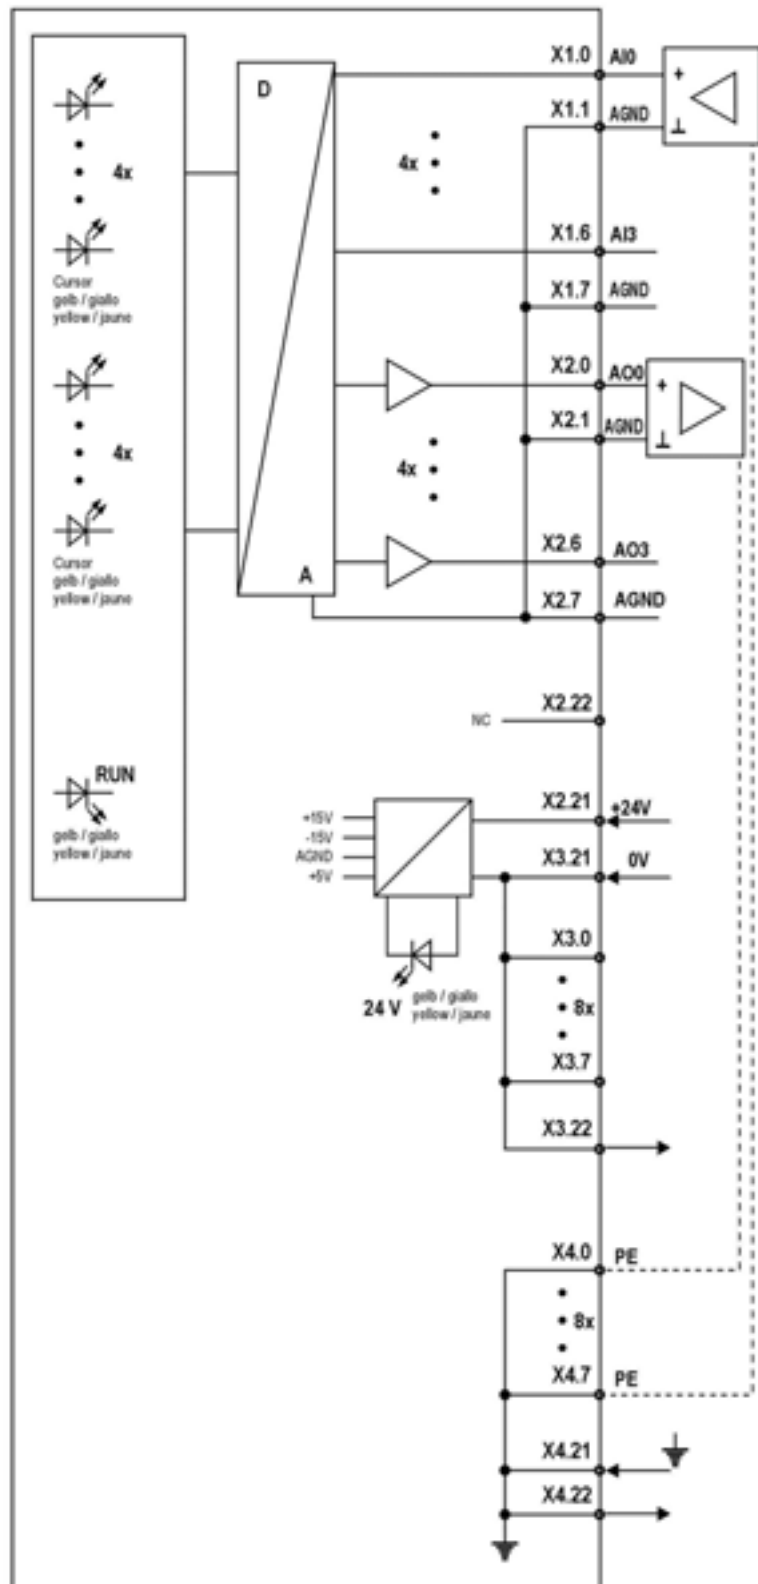 X1.0 AI0
D
+
X1.1 AGND
⊥
4x
4x
X1.6 AI3
Cursor
gelb / giallo
yellow / jaune
X1.7 AGND
X2.0 AO0
+
X2.1 AGND
⊥
4x
4x
X2.6 AO3
Cursor
gelb / giallo
yellow / jaune
A
X2.7 AGND
X2.22
NC
RUN
gelb / giallo
yellow / jaune
X2.21 +24V
+15V
-15V
AGND
+5V
X3.21 0V
X3.0
24 V
gelb / giallo
yellow / jaune
8x
X3.7
X3.22
X4.0 PE
8x
X4.7 PE
X4.21
X4.22